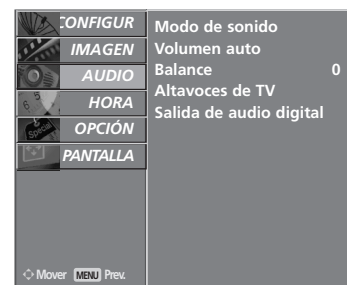 CONFIGUR
IMAGEN
AUDIO
HORA
OPCIÓN
PANTALLA
Modo de sonido
Volumen auto
Balance 0
Altavoces de TV
Salida de audio digital
Mover MENU Prev.